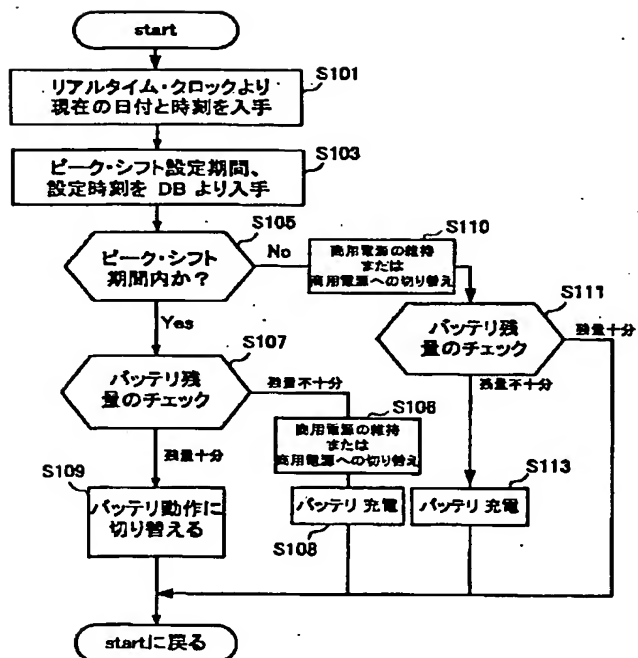 start
S101
リアルタイム・クロックより
現在の日付と時刻を入手
S103
ピーク・シフト設定期間、
設定時刻を DB より入手
S105
ピーク・シフト
期間内か？
No
S110
商用電源の維持
または
商用電源への切り替え
Yes
S111
バッテリ残
量のチェック
残量十分
残量不十分
S107
バッテリ残
量のチェック
残量不十分
残量十分
S106
商用電源の維持
または
商用電源への切り替え
S109
バッテリ動作に
切り替える
バッテリ 充電
S108
S113
バッテリ 充電
startに戻る